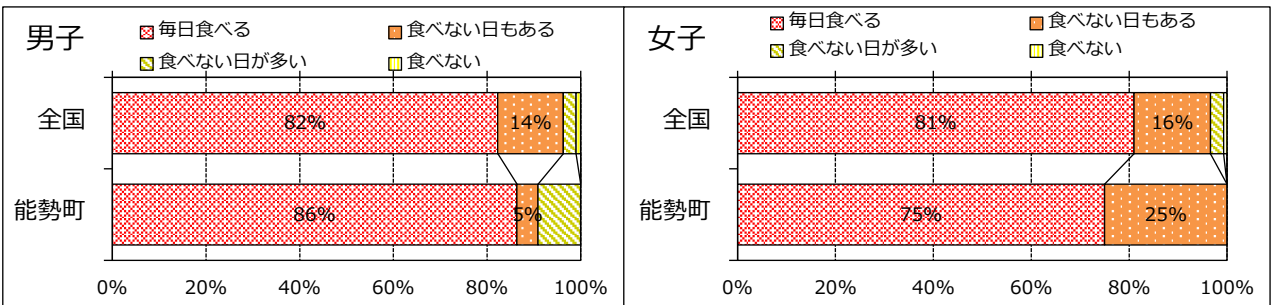 男子
毎日食べる 食べない日もある
食べない日が多い 食べない
全国 82% 14%
能勢町 86% 5%
0% 20% 40% 60% 80% 100%
女子
毎日食べる 食べない日もある
食べない日が多い 食べない
全国 81% 16%
能勢町 75% 25%
0% 20% 40% 60% 80% 100%